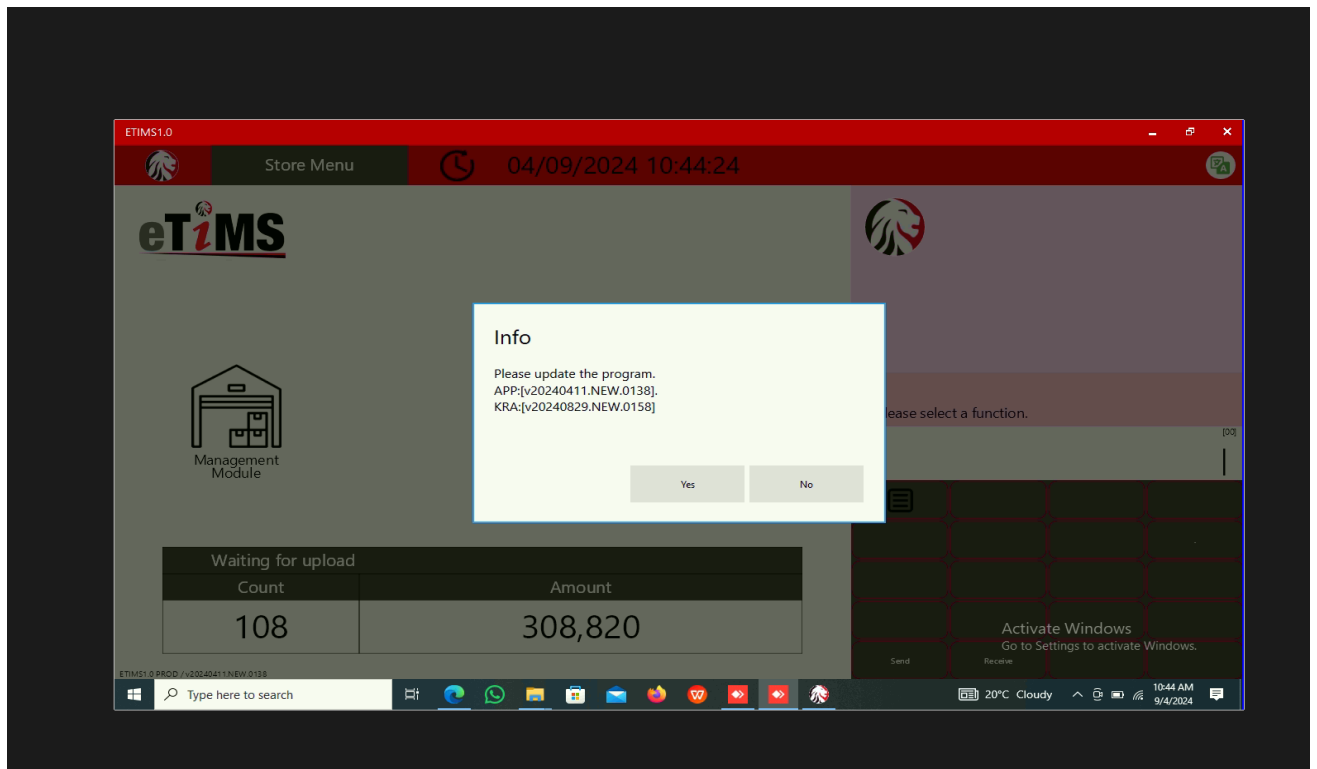 ETIMS1.0
Store Menu
04/09/2024 10:44:24
eTiMS
Info
Please update the program.
APP:[v20240411.NEW.0138].
KRA:[v20240829.NEW.0158]
Yes No
lease select a function.
[00]
Management
Module
Waiting for upload
Count Amount
108 308,820
Activate Windows
Go to Settings to activate Windows.
Send Receive
ETIMS1.0 PROD / v20240411.NEW.0138
Type here to search
20°C Cloudy
10:44 AM
9/4/2024